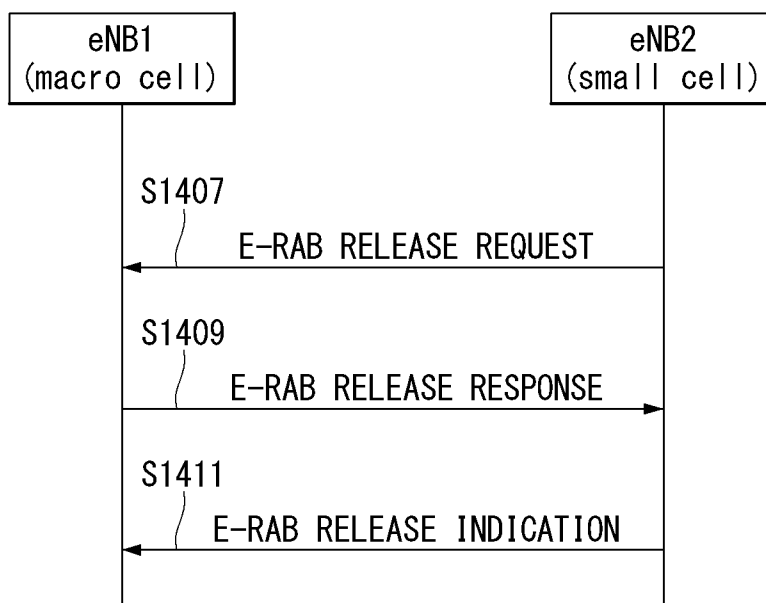 eNB1
(macro cell)
eNB2
(small cell)
S1407
E-RAB RELEASE REQUEST
S1409
E-RAB RELEASE RESPONSE
S1411
E-RAB RELEASE INDICATION